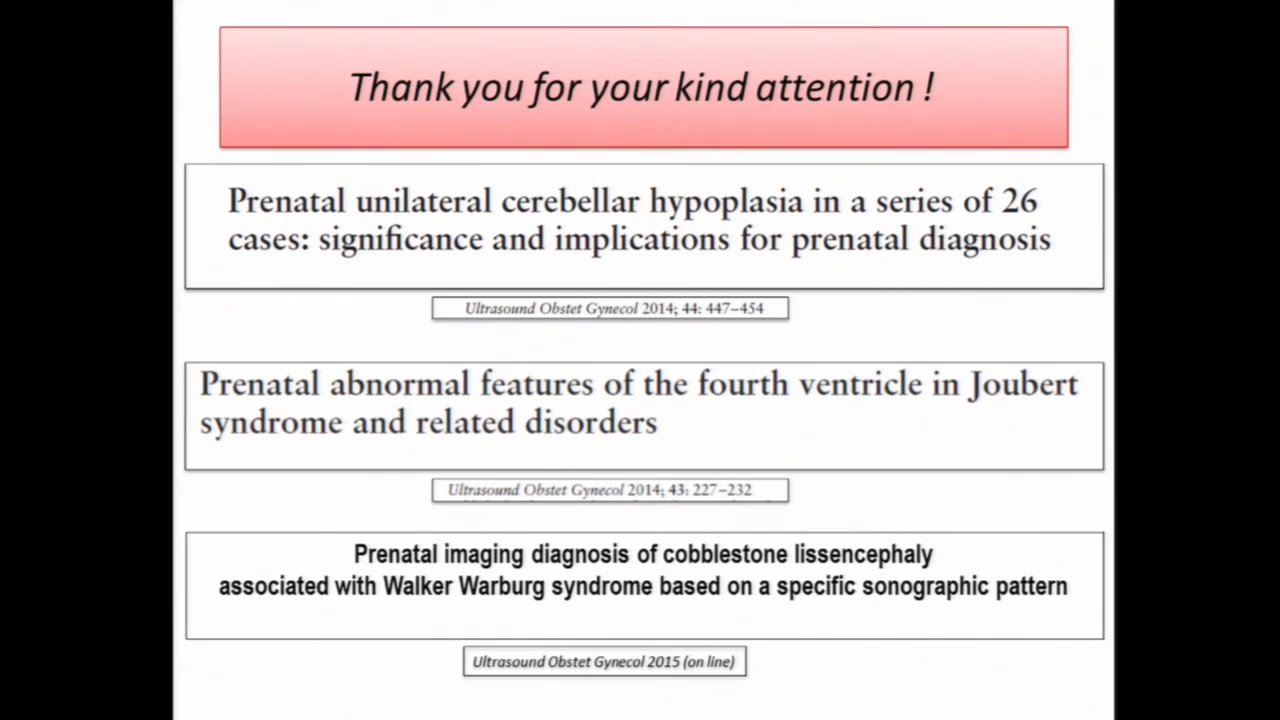 Thank you for your kind attention !
Prenatal unilateral cerebellar hypoplasia in a series of 26
cases: significance and implications for prenatal diagnosis
Ultrasound Obstet Gynecol 2014; 44: 447–454
Prenatal abnormal features of the fourth ventricle in Joubert
syndrome and related disorders
Ultrasound Obstet Gynecol 2014; 43: 227–232
Prenatal imaging diagnosis of cobblestone lissencephaly
associated with Walker Warburg syndrome based on a specific sonographic pattern
Ultrasound Obstet Gynecol 2015 (on line)